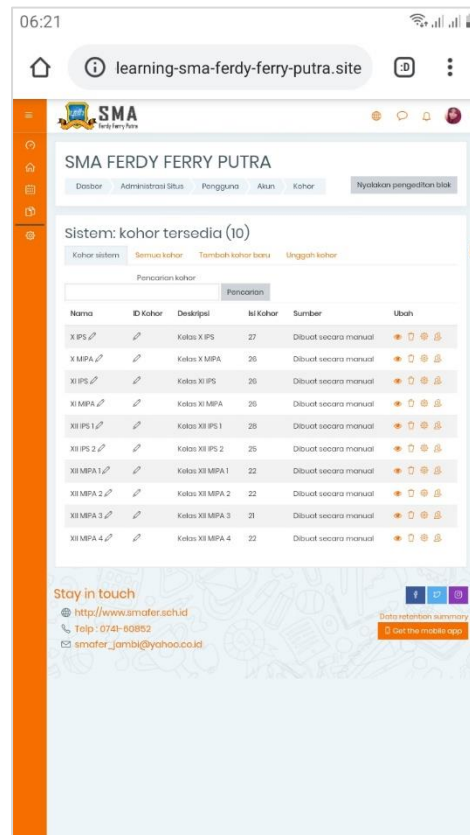 06:21
learning-sma-ferdy-ferry-putra.site :D
SMA
Ferdy Ferry Putra
SMA FERDY FERRY PUTRA
Dasbor Administrasi Situs Pengguna Akun Kohor Nyalakan pengeditan blok
Sistem: kohor tersedia (10)
Kohor sistem Semua kohor Tambah kohor baru Unggah kohor
Pencarian kohor
Pencarian
Nama ID Kohor Deskripsi Isi Kohor Sumber Ubah
X IPS Kelas X IPS 27 Dibuat secara manual
X MIPA Kelas X MIPA 26 Dibuat secara manual
XI IPS Kelas XI IPS 26 Dibuat secara manual
XI MIPA Kelas XI MIPA 26 Dibuat secara manual
XII IPS 1 Kelas XII IPS 1 28 Dibuat secara manual
XII IPS 2 Kelas XII IPS 2 25 Dibuat secara manual
XII MIPA 1 Kelas XII MIPA 1 22 Dibuat secara manual
XII MIPA 2 Kelas XII MIPA 2 22 Dibuat secara manual
XII MIPA 3 Kelas XII MIPA 3 21 Dibuat secara manual
XII MIPA 4 Kelas XII MIPA 4 22 Dibuat secara manual
Stay in touch
http://www.smafer.sch.id
Telp : 0741-60852
smafer_jambi@yahoo.co.id
Data retention summary
Get the mobile app